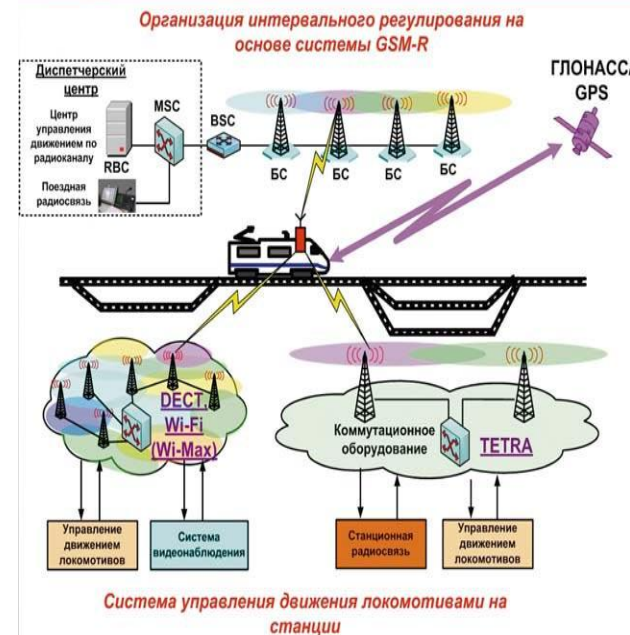 Организация интервального регулирования на
основе системы GSM-R
Диспетчерский
центр
Центр
управления
движением по
радиоканалу
MSC
RBC
BSC
Поездная
радиосвязь
БС
БС
БС
БС
ГЛОНАССА
GPS
DECT,
Wi-Fi
(Wi-Max)
Коммутационное
оборудование
TETRA
Управление
движением
локомотивов
Система
видеонаблюдения
Станционная
радиосвязь
Управление
движением
локомотивов
Система управления движения локомотивами на
станции